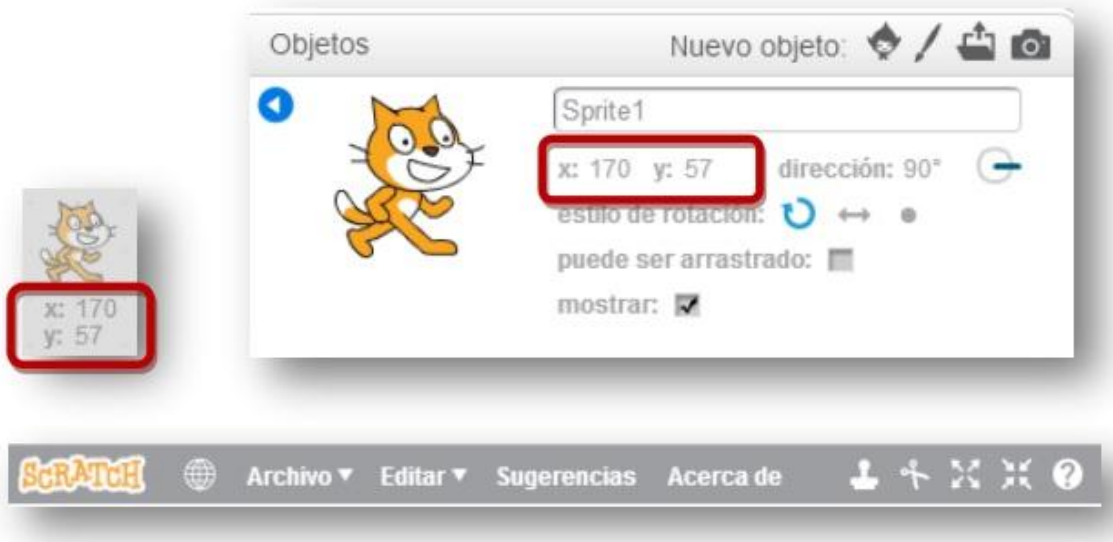 Objetos
Nuevo objeto:
Sprite1
x: 170 y: 57 dirección: 90°
estilo de rotación:
puede ser arrastrado:
mostrar:
x: 170
y: 57
SCRATCH Archivo Editar Sugerencias Acerca de ?